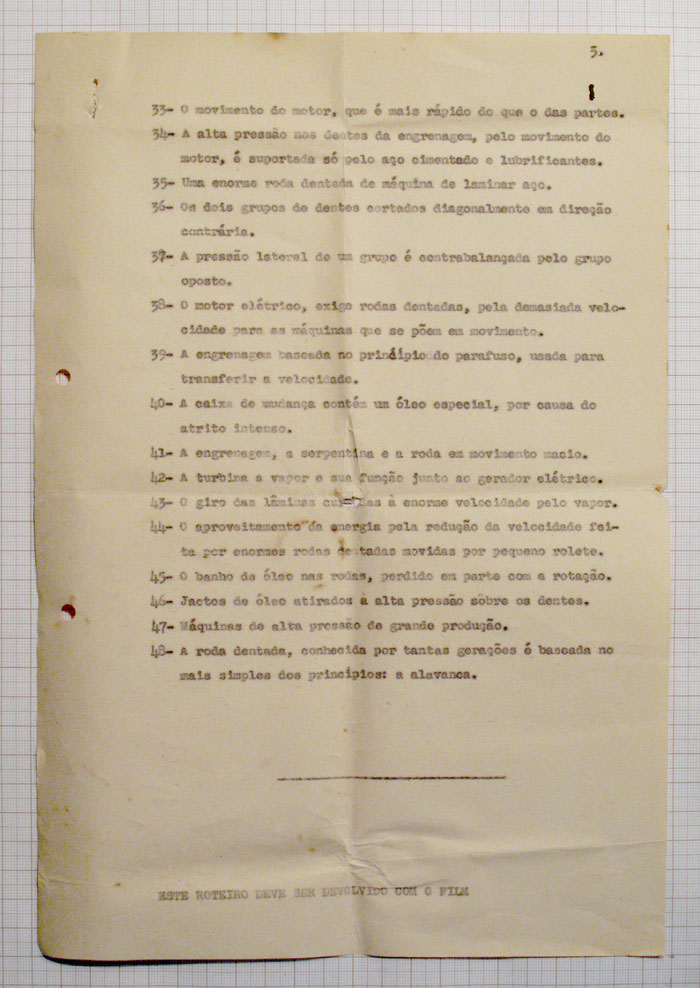 3.
33- O movimento do motor, que é mais rápido do que o das partes.
34- A alta pressão nos dentes da engrenagem, pelo movimento do
motor, é suportada só pelo aço cimentado e lubrificantes.
35- Uma enorme roda dentada de máquina de laminar aço.
36- Os dois grupos de dentes cortados diagonalmente em direção
contrária.
37- A pressão lateral de um grupo é contrabalançada pelo grupo
oposto.
38- O motor elétrico, exige rodas dentadas, pela demasiada velo-
cidade para as máquinas que se põem em movimento.
39- A engrenagem baseada no princípio do parafuso, usada para
transferir a velocidade.
40- A caixa de mudança contém um óleo especial, por causa do
atrito intenso.
41- A engrenagem, a serpentina e a roda em movimento macio.
42- A turbina a vapor e sua função junto ao gerador elétrico.
43- O giro das lâminas à enorme velocidade pelo vapor.
44- O aproveitamento da energia pela redução da velocidade fei-
ta por enormes rodas dentadas movidas por pequeno rolete.
45- O banho de óleo nas rodas, perdido em parte com a rotação.
46- Jactos de óleo atirados à alta pressão sôbre os dentes.
47- Máquinas de alta pressão de grande produção.
48- A roda dentada, conhecida por tantas gerações é baseada no
mais simples dos princípios: a alavanca.
ESTE ROTEIRO DEVE SER DEVOLVIDO COM O FILM